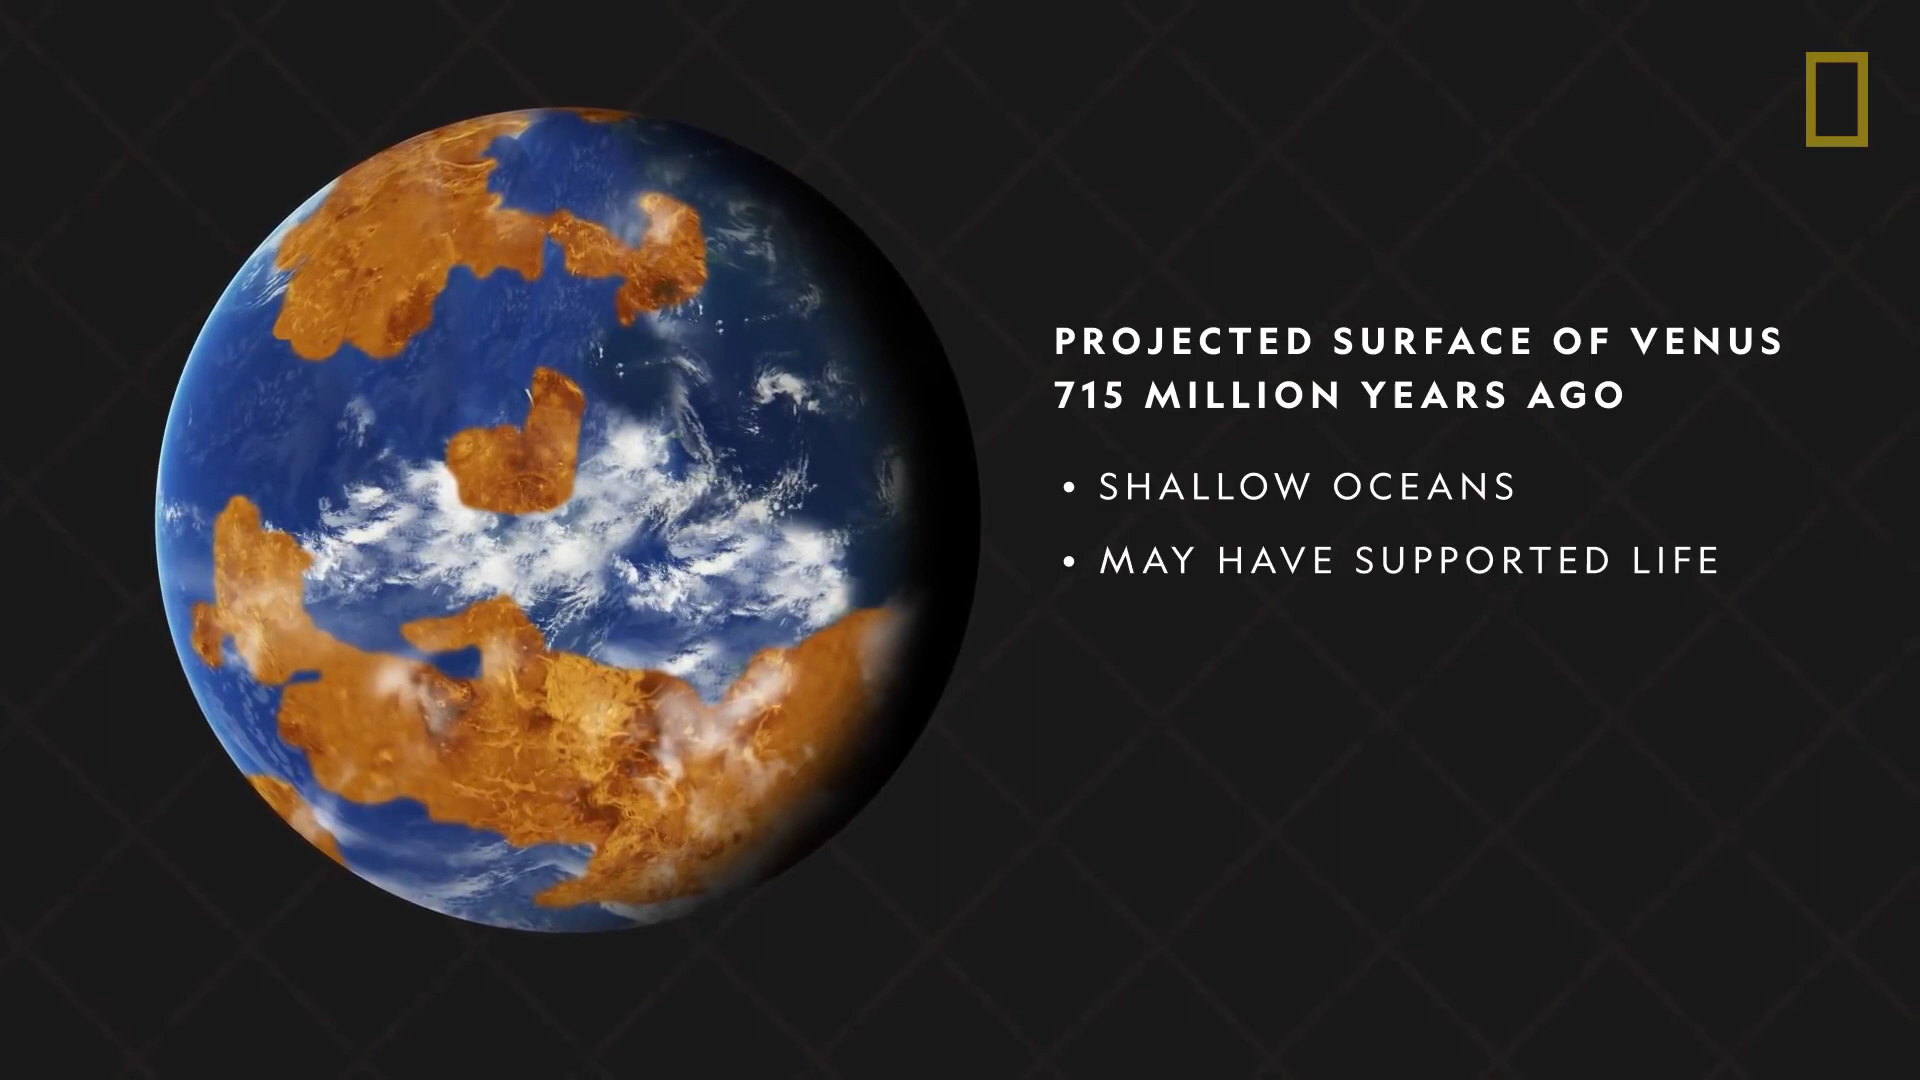 PROJECTED SURFACE OF VENUS
715 MILLION YEARS AGO
• SHALLOW OCEANS
• MAY HAVE SUPPORTED LIFE